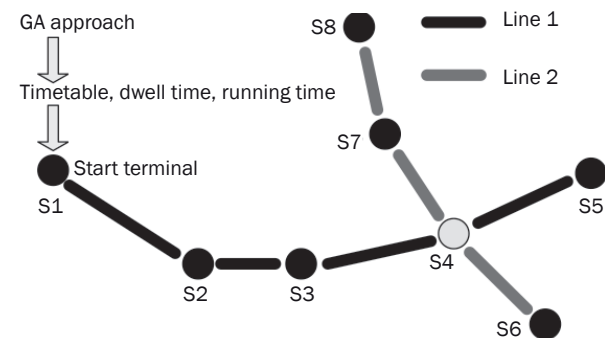 GA approach
Timetable, dwell time, running time
Start terminal
S1
S2
S3
S4
S5
S6
S7
S8
Line 1
Line 2